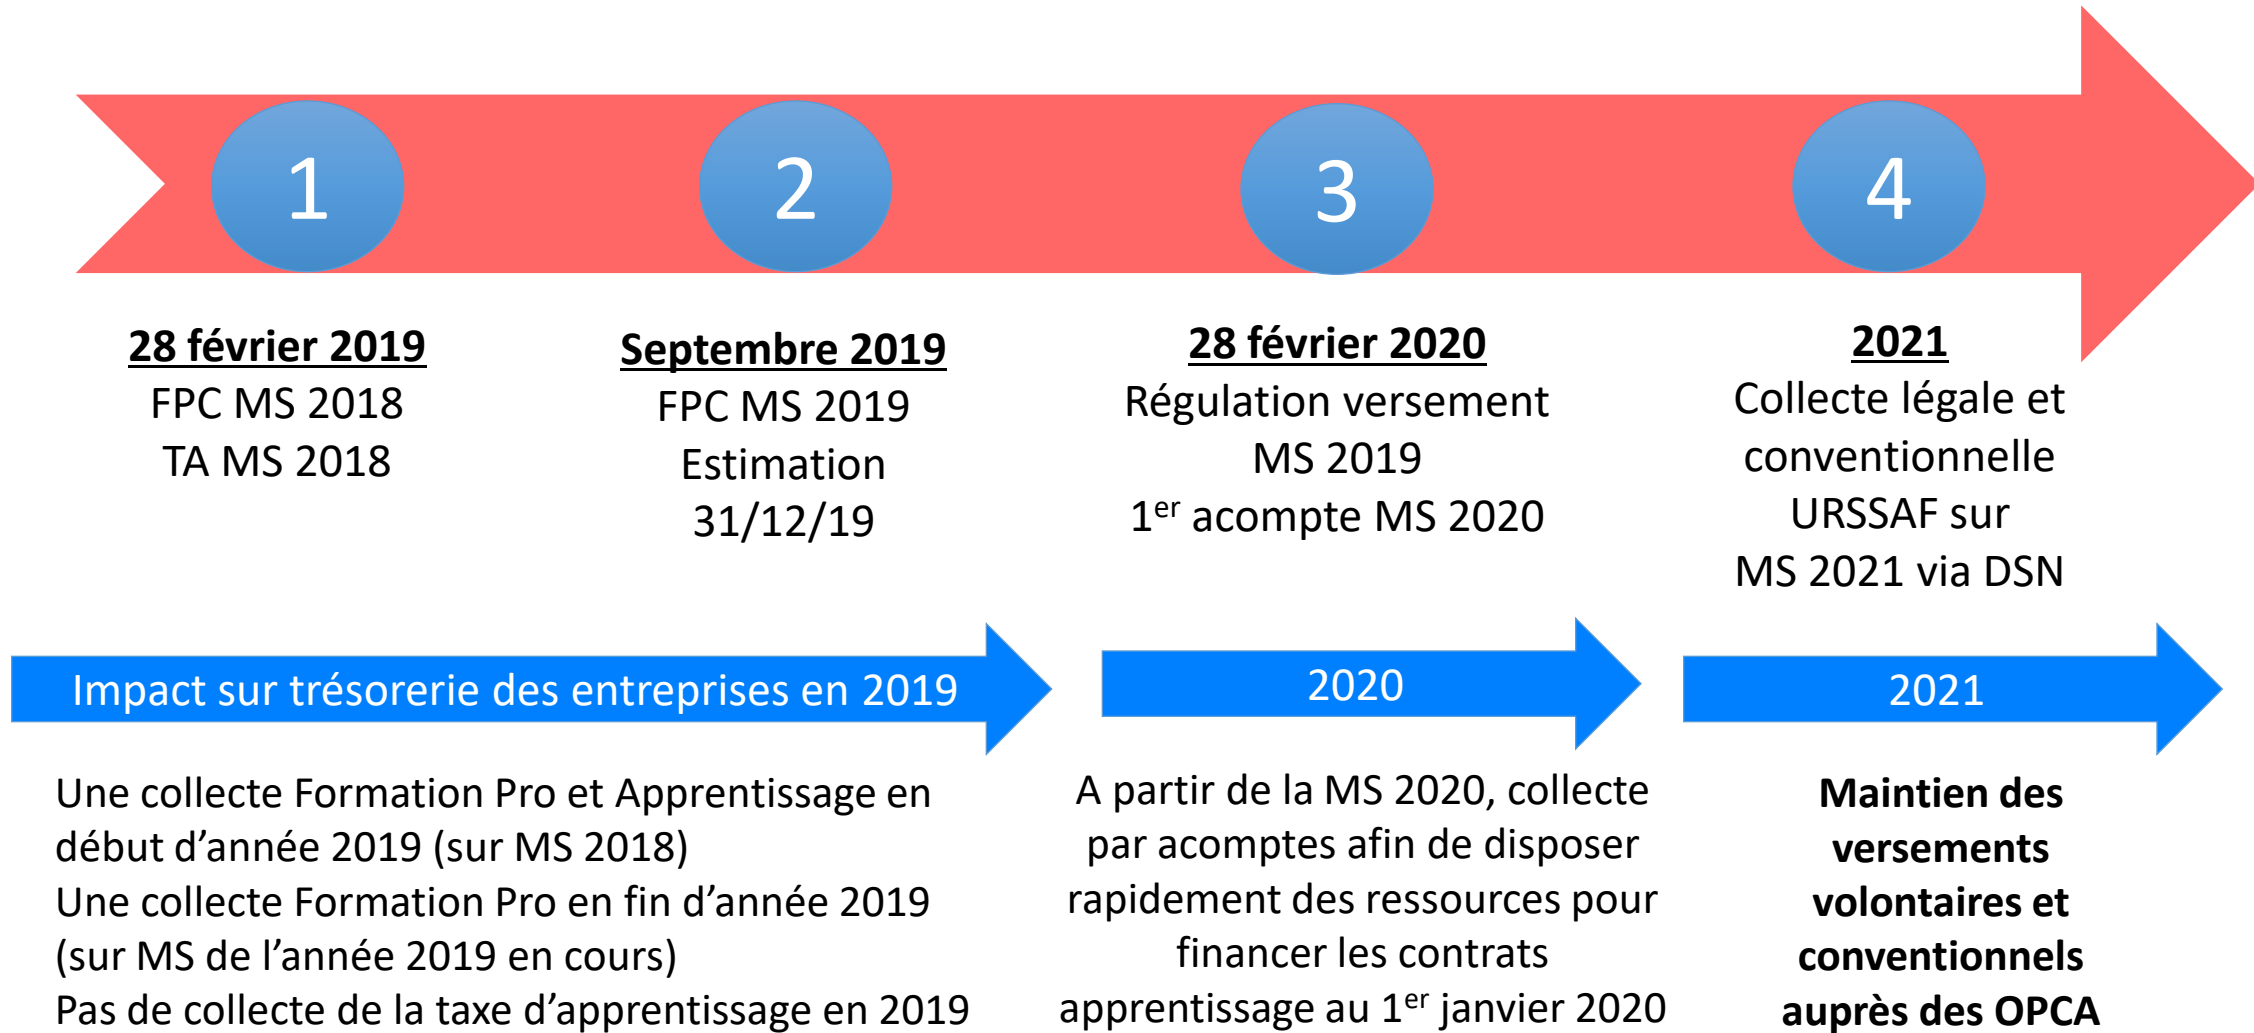 1
2
3
4
28 février 2019
FPC MS 2018
TA MS 2018
Septembre 2019
FPC MS 2019
Estimation
31/12/19
28 février 2020
Régulation versement
MS 2019
1er acompte MS 2020
2021
Collecte légale et
conventionnelle
URSSAF sur
MS 2021 via DSN
Impact sur trésorerie des entreprises en 2019
2020
2021
Une collecte Formation Pro et Apprentissage en
début d’année 2019 (sur MS 2018)
Une collecte Formation Pro en fin d’année 2019
(sur MS de l’année 2019 en cours)
Pas de collecte de la taxe d’apprentissage en 2019
A partir de la MS 2020, collecte
par acomptes afin de disposer
rapidement des ressources pour
financer les contrats
apprentissage au 1er janvier 2020
Maintien des
versements
volontaires et
conventionnels
auprès des OPCA